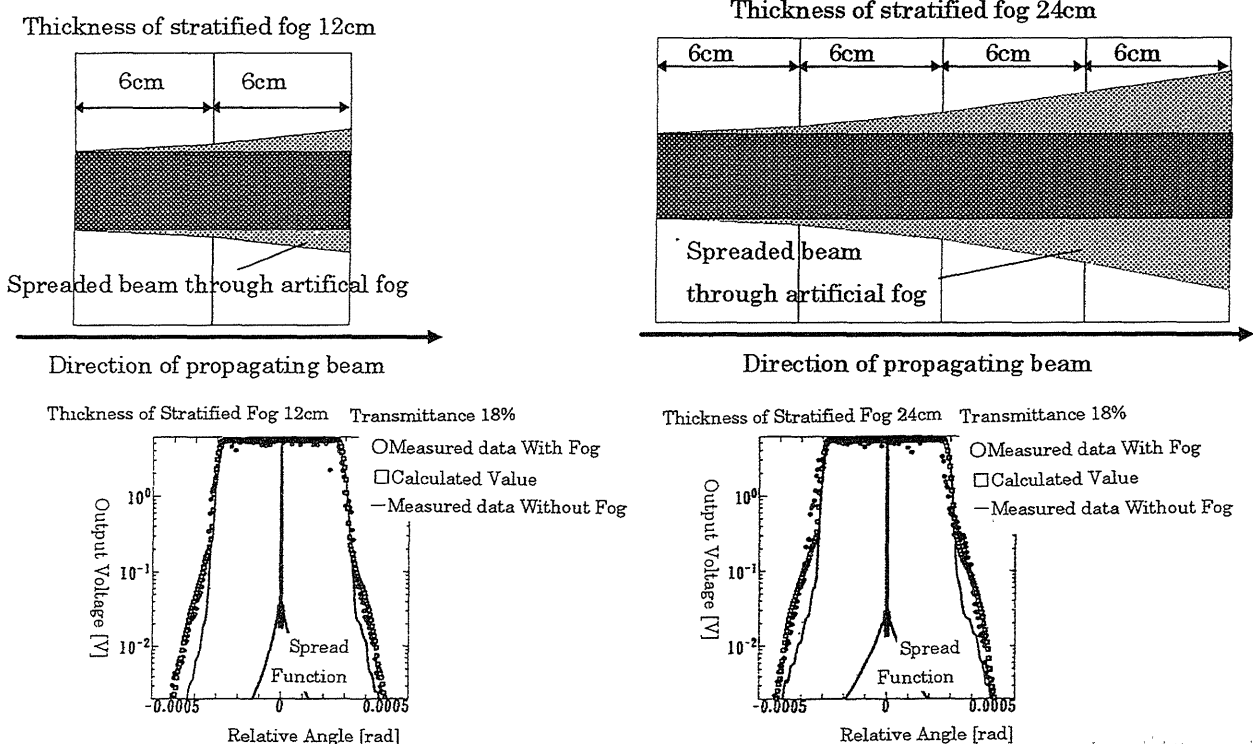 Thickness of stratified fog 12cm
6cm
6cm
Spreaded beam through artifical fog
Direction of propagating beam
Thickness of stratified fog 24cm
6cm
6cm
6cm
6cm
Spreaded beam
through artificial fog
Direction of propagating beam
Thickness of Stratified Fog 12cm Transmittance 18%
○Measured data With Fog
□Calculated Value
—Measured data Without Fog
Output Voltage [V]
10⁰
10⁻¹
10⁻²
Spread
Function
-0.0005 0 0.0005
Relative Angle [rad]
Thickness of Stratified Fog 24cm Transmittance 18%
○Measured data With Fog
□Calculated Value
—Measured data Without Fog
Output Voltage [V]
10⁰
10⁻¹
10⁻²
Spread
Function
-0.0005 0 0.0005
Relative Angle [rad]